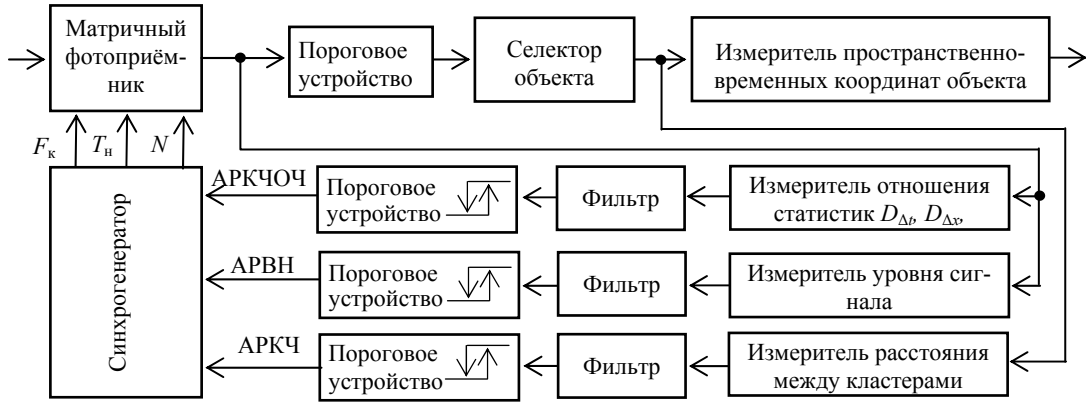 Матричный
фотоприём-
ник
Пороговое
устройство
Селектор
объекта
Измеритель пространственно-
временных координат объекта
Fк
Tн
N
Синхрогенератор
АРКЧОЧ
Пороговое
устройство
Фильтр
Измеритель отношения
статистик DΔt, DΔx,
АРВН
Пороговое
устройство
Фильтр
Измеритель уровня сиг-
нала
АРКЧ
Пороговое
устройство
Фильтр
Измеритель расстояния
между кластерами